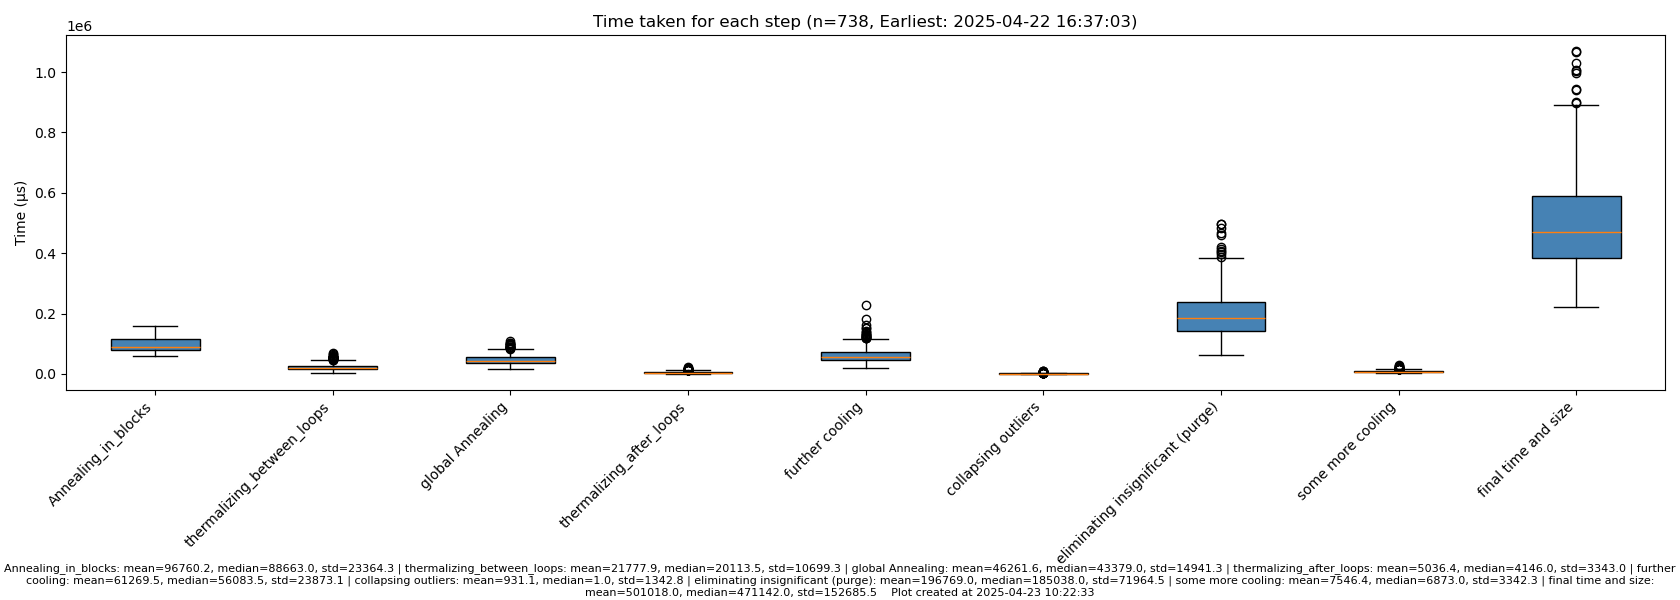 Time taken for each step (n=738, Earliest: 2025-04-22 16:37:03)
1e6
1.0
0.8
0.6
0.4
0.2
0.0
Time (µs)
Annealing_in_blocks
thermalizing_between_loops
global Annealing
thermalizing_after_loops
further cooling
collapsing outliers
eliminating insignificant (purge)
some more cooling
final time and size
Annealing_in_blocks: mean=96760.2, median=88663.0, std=23364.3 | thermalizing_between_loops: mean=21777.9, median=20113.5, std=10699.3 | global Annealing: mean=46261.6, median=43379.0, std=14941.3 | thermalizing_after_loops: mean=5036.4, median=4146.0, std=3343.0 | further
cooling: mean=61269.5, median=56083.5, std=23873.1 | collapsing outliers: mean=931.1, median=1.0, std=1342.8 | eliminating insignificant (purge): mean=196769.0, median=185038.0, std=71964.5 | some more cooling: mean=7546.4, median=6873.0, std=3342.3 | final time and size:
mean=501018.0, median=471142.0, std=152685.5    Plot created at 2025-04-23 10:22:33